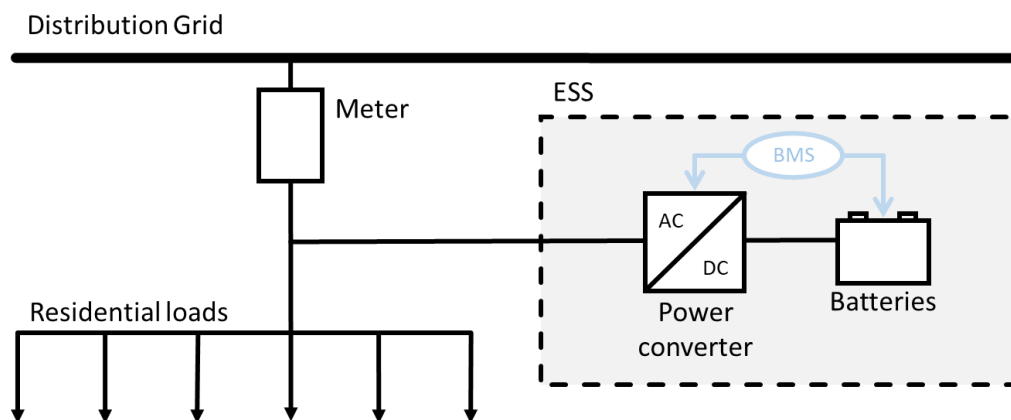 Distribution Grid
Meter
ESS
BMS
AC
DC
Residential loads
Power
converter
Batteries